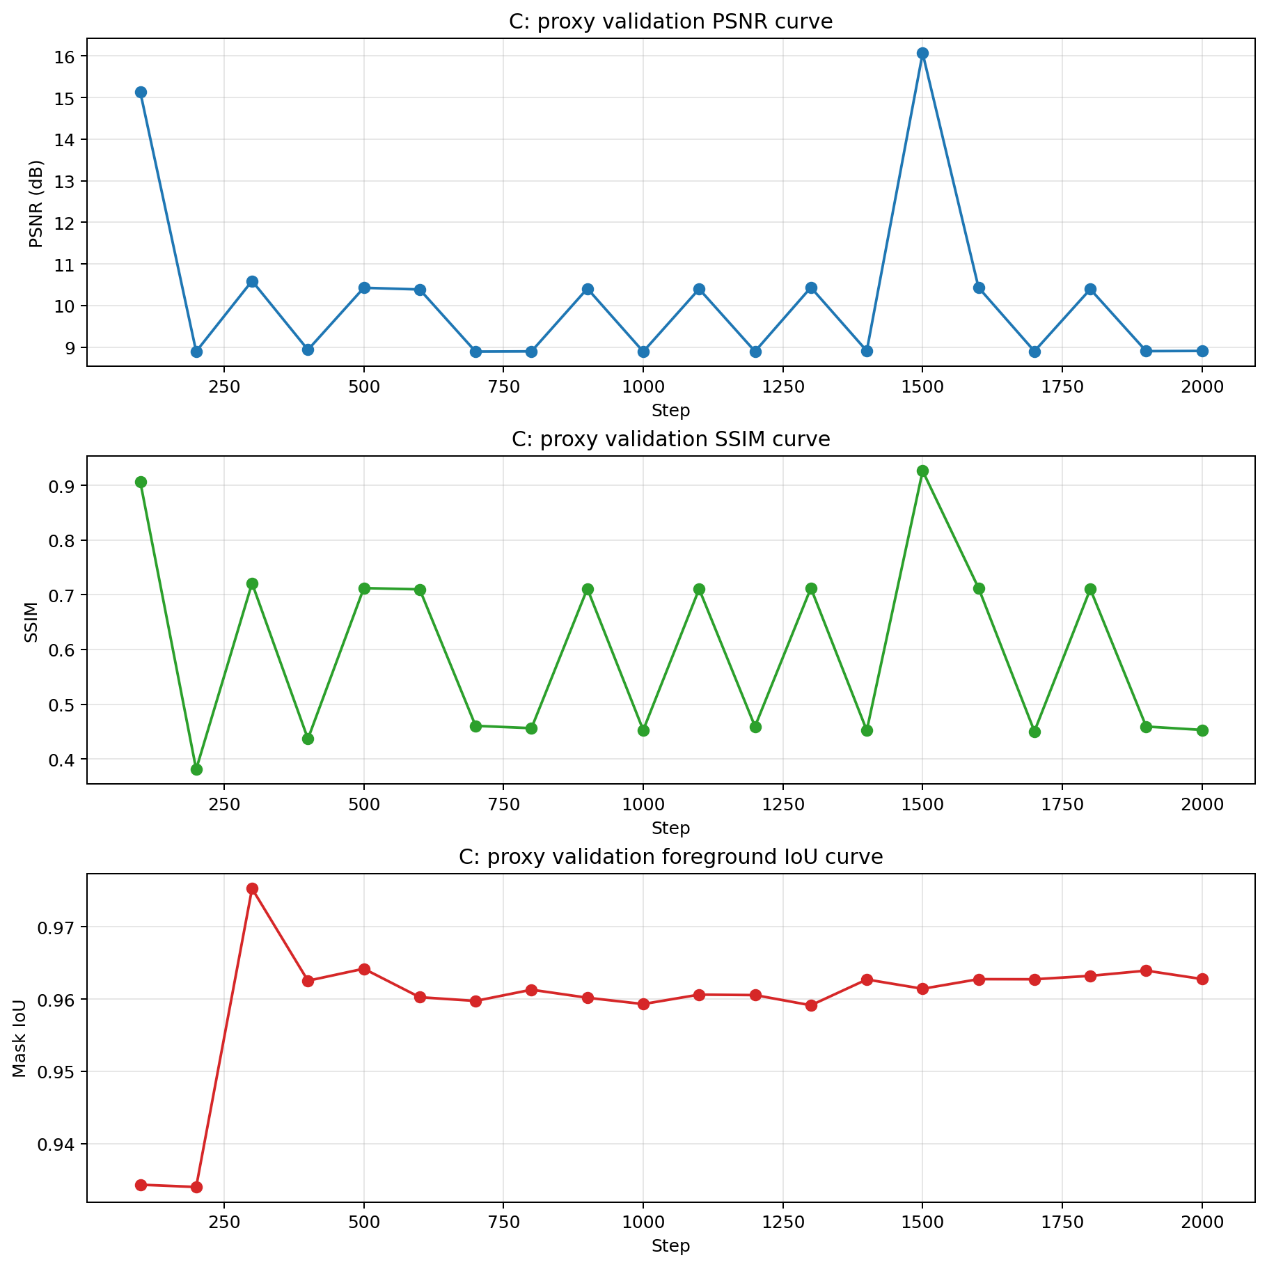 C: proxy validation PSNR curve
16
15
14
13
12
11
10
9
PSNR (dB)
250 500 750 1000 1250 1500 1750 2000
Step
C: proxy validation SSIM curve
0.9
0.8
0.7
0.6
0.5
0.4
SSIM
250 500 750 1000 1250 1500 1750 2000
Step
C: proxy validation foreground IoU curve
0.97
0.96
0.95
0.94
Mask IoU
250 500 750 1000 1250 1500 1750 2000
Step